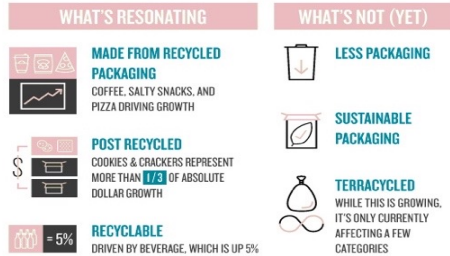 WHAT'S RESONATING
MADE FROM RECYCLED
PACKAGING
COFFEE, SALTY SNACKS, AND
PIZZA DRIVING GROWTH
POST RECYCLED
COOKIES & CRACKERS REPRESENT
MORE THAN 1/3 OF ABSOLUTE
DOLLAR GROWTH
$
= 5%
RECYCLABLE
DRIVEN BY BEVERAGE, WHICH IS UP 5%
WHAT'S NOT (YET)
LESS PACKAGING
SUSTAINABLE
PACKAGING
TERRACYCLED
WHILE THIS IS GROWING,
IT'S ONLY CURRENTLY
AFFECTING A FEW
CATEGORIES